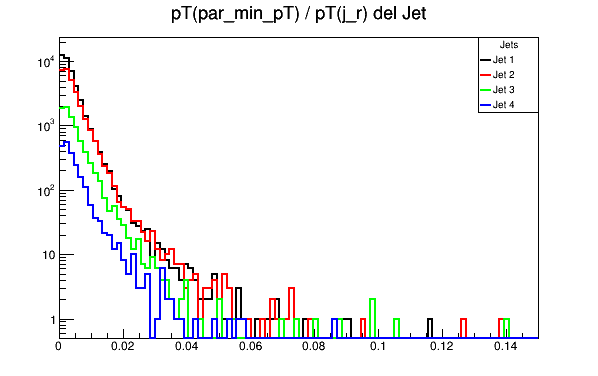 pT(par_min_pT) / pT(j_r) del Jet
Jets
Jet 1
Jet 2
Jet 3
Jet 4
10⁴
10³
10²
10
1
0 0.02 0.04 0.06 0.08 0.1 0.12 0.14